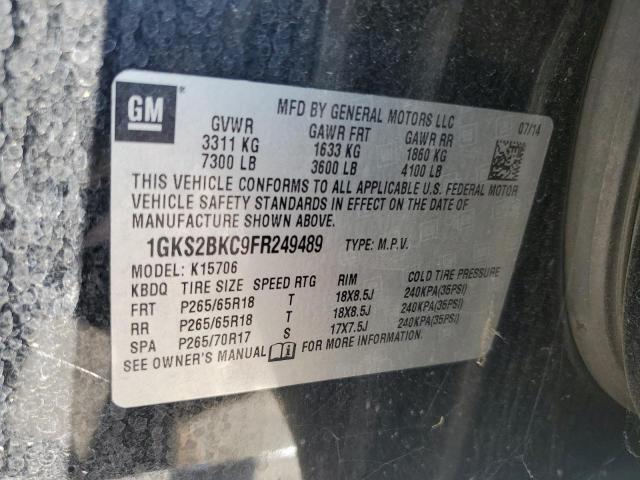 GM
MFD BY GENERAL MOTORS LLC
07/14
GVWR GAWR FRT GAWR RR
3311 KG 1633 KG 1860 KG
7300 LB 3600 LB 4100 LB
THIS VEHICLE CONFORMS TO ALL APPLICABLE U.S. FEDERAL MOTOR
VEHICLE SAFETY STANDARDS IN EFFECT ON THE DATE OF
MANUFACTURE SHOWN ABOVE.
1GKS2BKC9FR249489 TYPE: M.P.V.
MODEL: K15706
KBDQ TIRE SIZE SPEED RTG RIM COLD TIRE PRESSURE
FRT P265/65R18 T 18X8.5J 240KPA(35PSI)
RR P265/65R18 T 18X8.5J 240KPA(35PSI)
SPA P265/70R17 S 17X7.5J 240KPA(35PSI)
SEE OWNER'S MANUAL FOR MORE INFORMATION.